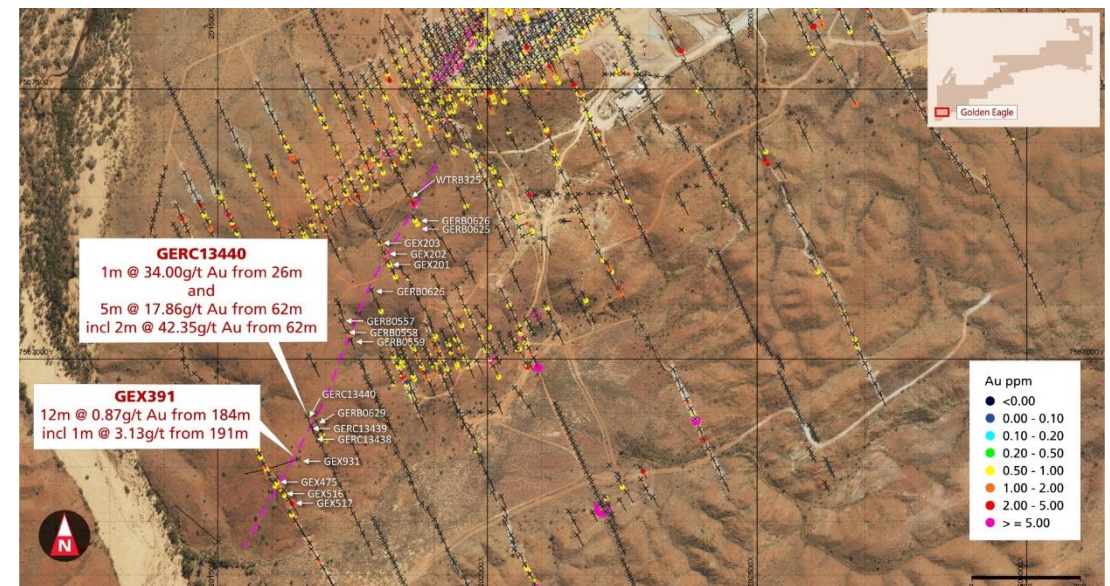 Golden Eagle
WTRB325
GERB0626
GERB0625
GEX203
GEX202
GEX201
GERB0626
GERB0557
GERB0558
GERB0559
GERC13440
1m @ 34.00g/t Au from 26m
and
5m @ 17.86g/t Au from 62m
incl 2m @ 42.35g/t Au from 62m
GEX391
12m @ 0.87g/t Au from 184m
incl 1m @ 3.13g/t from 191m
GERC13440
GERB0629
GERC13439
GERC13438
GEX931
GEX475
GEX516
GEX517
Au ppm
<0.00
0.00 - 0.10
0.10 - 0.20
0.20 - 0.50
0.50 - 1.00
1.00 - 2.00
2.00 - 5.00
> = 5.00
N